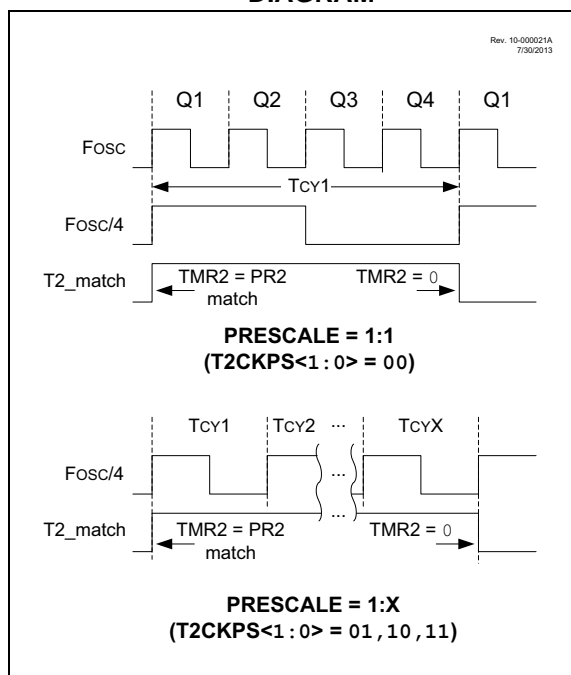 DIAGRAM
Rev. 10-000021A
7/30/2013
Q1 Q2 Q3 Q4 Q1
FOSC
TCY1
FOSC/4
T2_match
TMR2 = PR2
match
TMR2 = 0
PRESCALE = 1:1
(T2CKPS<1:0> = 00)
TCY1 TCY2 ... TCYX
FOSC/4
...
T2_match
...
TMR2 = PR2
match
TMR2 = 0
PRESCALE = 1:X
(T2CKPS<1:0> = 01,10,11)